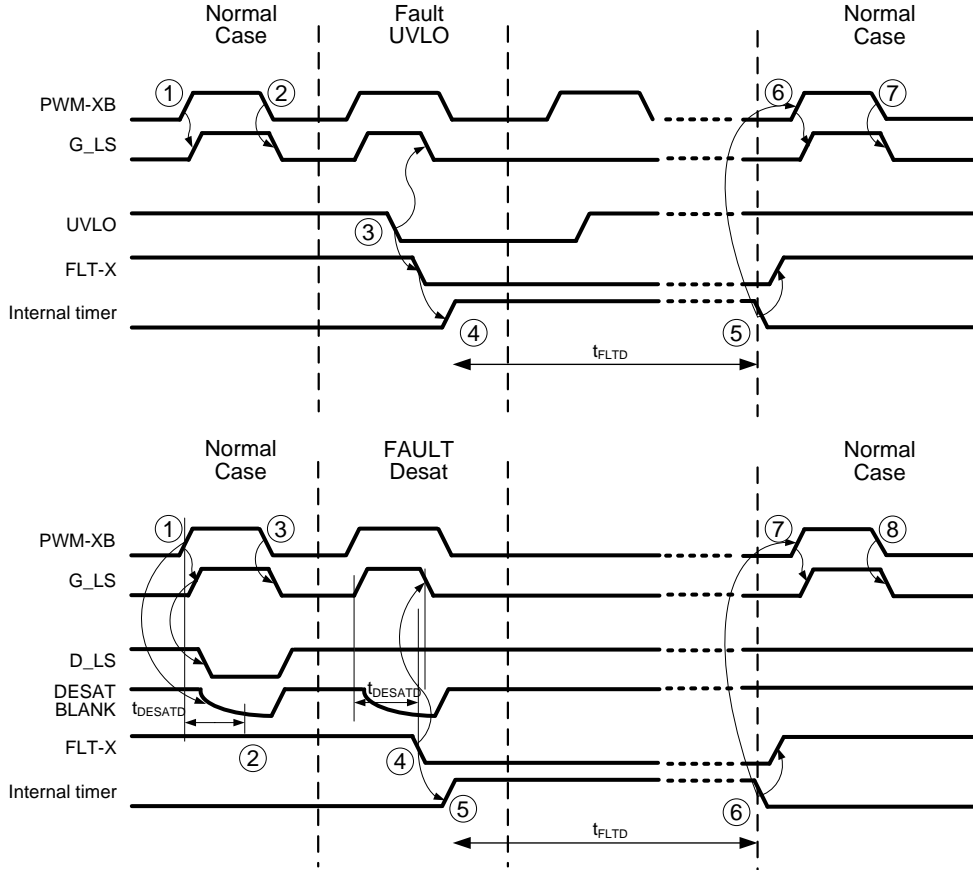 Normal
Case
Fault
UVLO
Normal
Case
PWM-XB
1
2
6
7
G_LS
UVLO
3
FLT-X
Internal timer
4
5
tFLTD
Normal
Case
FAULT
Desat
Normal
Case
PWM-XB
1
3
7
8
G_LS
D_LS
DESAT
BLANK
tDESATD
tDESATD
FLT-X
2
4
Internal timer
5
6
tFLTD